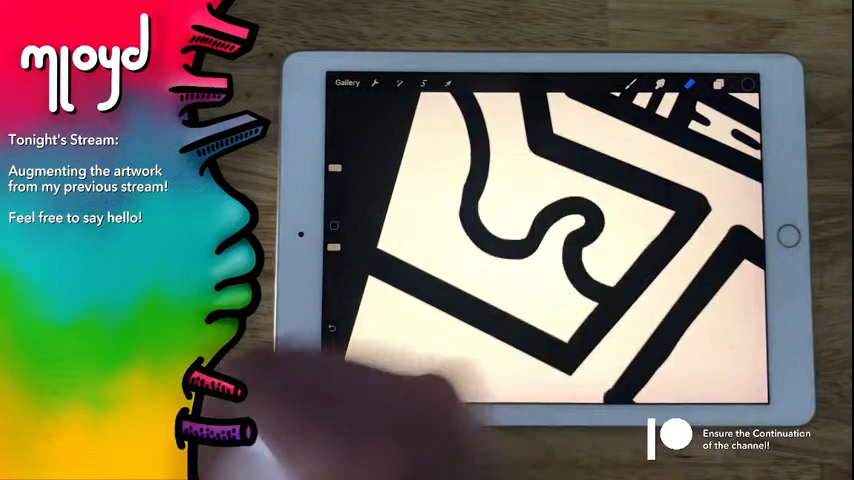 mloyd
Tonight's Stream:
Augmenting the artwork
from my previous stream!
Feel free to say hello!
Gallery
Ensure the Continuation
of the channel!